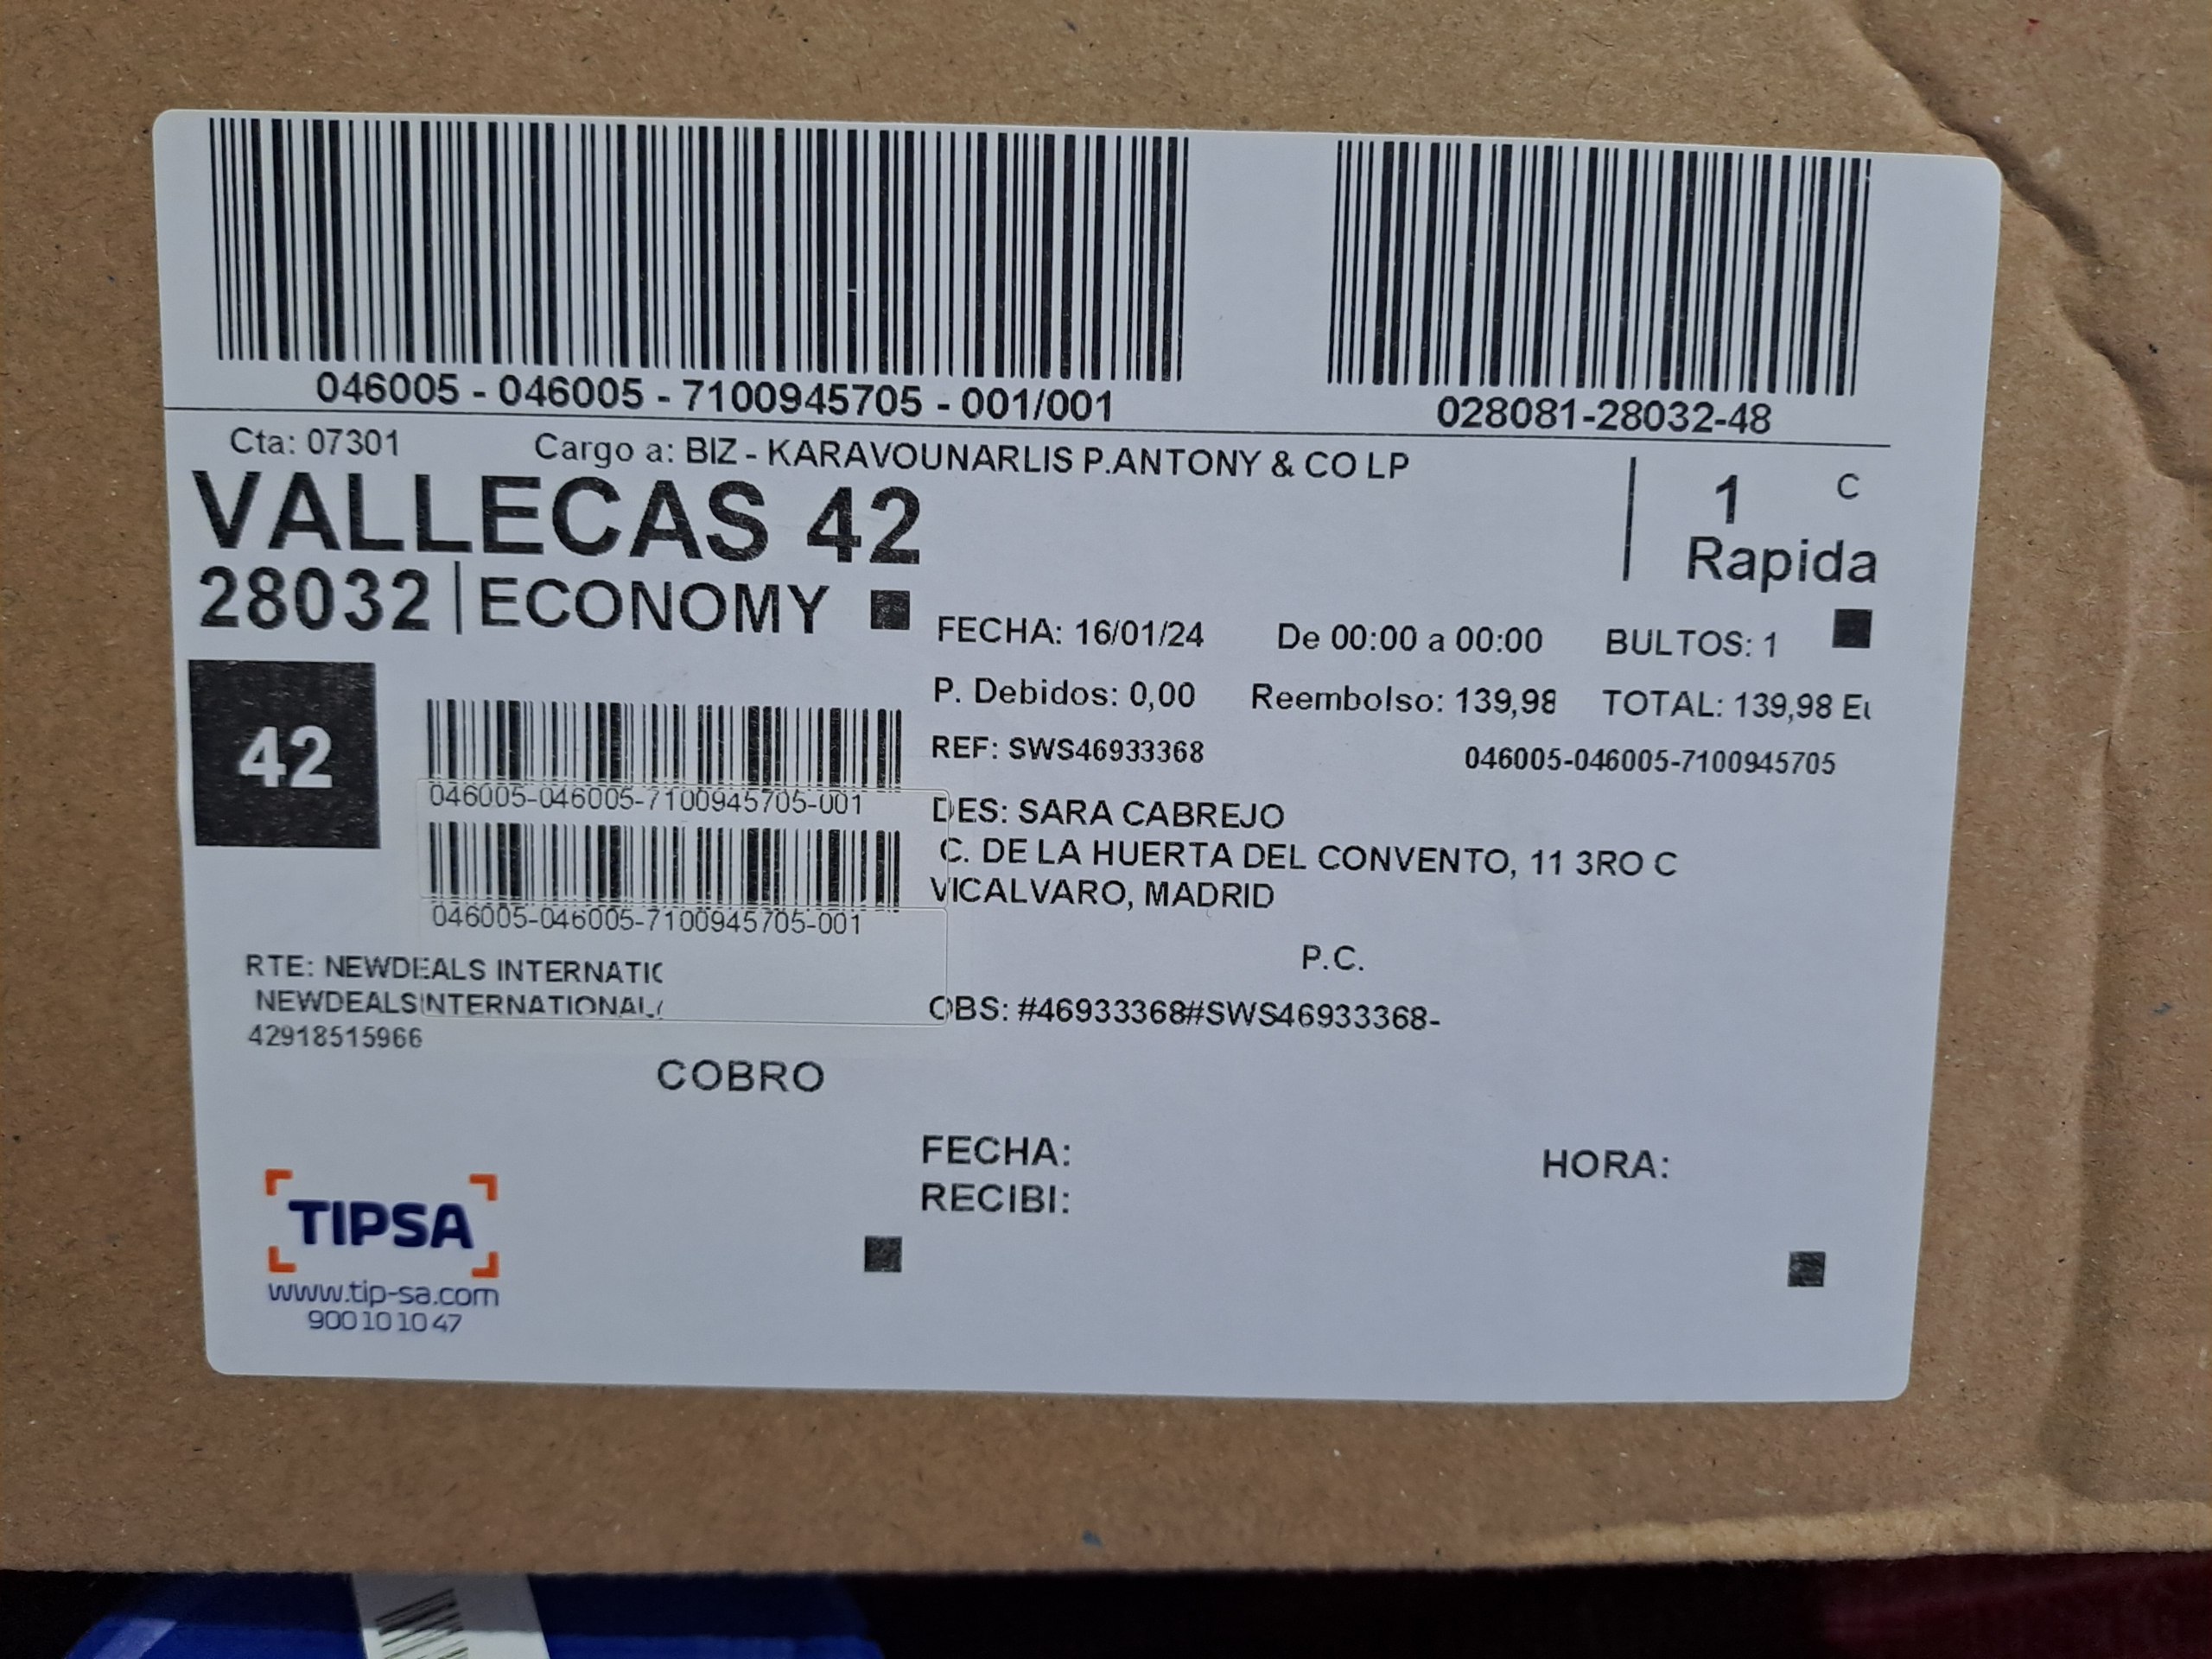 046005 - 046005 - 7100945705 - 001/001
028081-28032-48
Cta: 07301 Cargo a: BIZ - KARAVOUNARLIS P.ANTONY & CO LP
VALLECAS 42
1 C
Rapida
28032 ECONOMY
FECHA: 16/01/24 De 00:00 a 00:00 BULTOS: 1
P. Debidos: 0,00 Reembolso: 139,98 TOTAL: 139,98
42
REF: SWS46933368 046005-046005-7100945705
046005-046005-7100945705-001
DES: SARA CABREJO
C. DE LA HUERTA DEL CONVENTO, 11 3RO C
VICALVARO, MADRID
046005-046005-7100945705-001
P.C.
RTE: NEWDEALS INTERNATIC
NEWDEALSINTERNATIONAL(
42918515966
OBS: #46933368#SWS46933368-
COBRO
FECHA: HORA:
RECIBI:
TIPSA
www.tip-sa.com
900 10 10 47